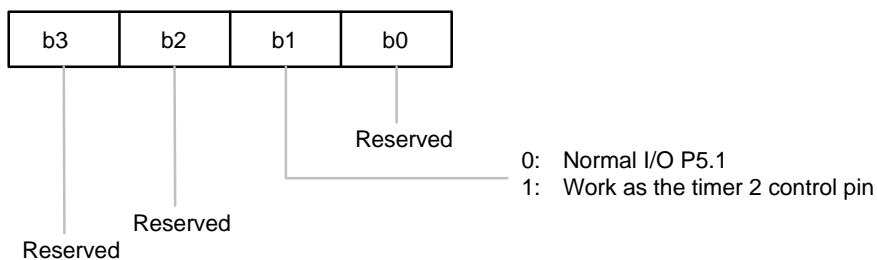 b3 b2 b1 b0
Reserved
0: Normal I/O P5.1
1: Work as the timer 2 control pin
Reserved
Reserved